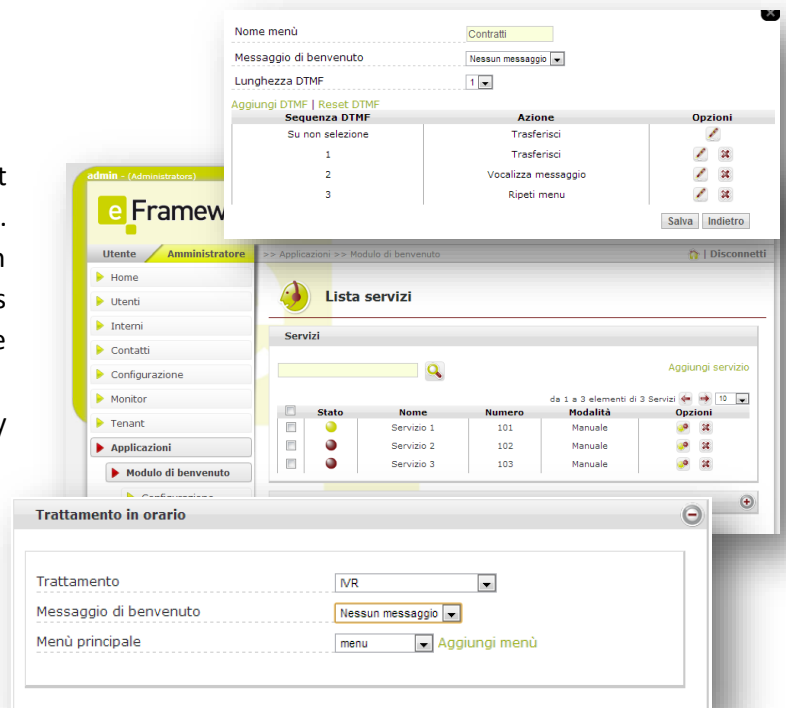 Nome menù Contratti
Messaggio di benvenuto Nessun messaggio
Lunghezza DTMF 1
Aggiungi DTMF | Reset DTMF
Sequenza DTMF Azione Opzioni
Su non selezione Trasferisci
1 Trasferisci
2 Vocalizza messaggio
3 Ripeti menu
Salva Indietro
admin - (Administrators)
e Framew
Utente Amministratore >> Applicazioni >> Modulo di benvenuto | Disconnetti
Home
Utenti
Interni
Contatti
Configurazione
Monitor
Tenant
Applicazioni
Modulo di benvenuto
Configurazione
Lista servizi
Servizi
Aggiungi servizio
da 1 a 3 elementi di 3 Servizi 10
Stato Nome Numero Modalità Opzioni
Servizio 1 101 Manuale
Servizio 2 102 Manuale
Servizio 3 103 Manuale
Trattamento in orario
Trattamento IVR
Messaggio di benvenuto Nessun messaggio
Menù principale menu Aggiungi menù